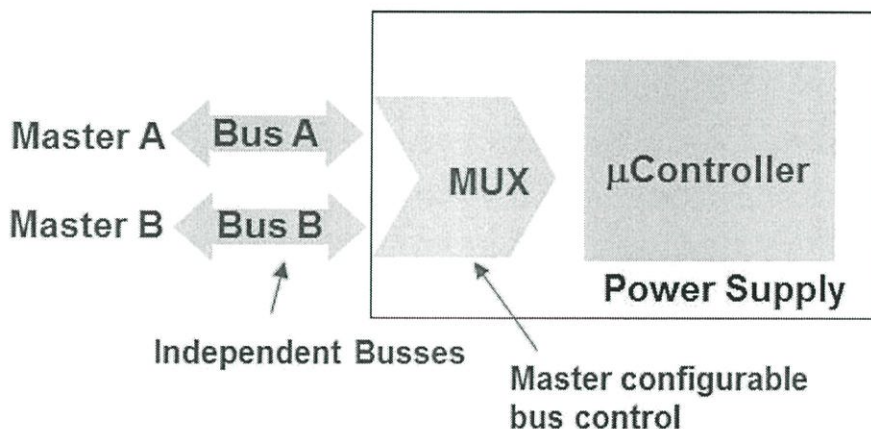 Master A
Bus A
Master B
Bus B
MUX
μController
Power Supply
Independent Busses
Master configurable
bus control